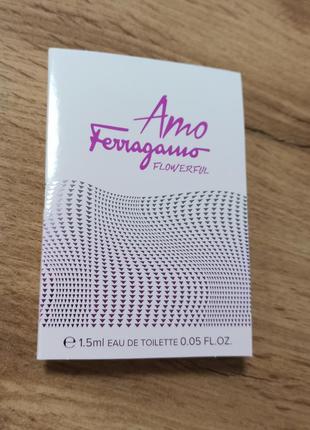 Amo
Ferragamo
FLOWERFUL
℮ 1.5ml EAU DE TOILETTE 0.05 FL.OZ.